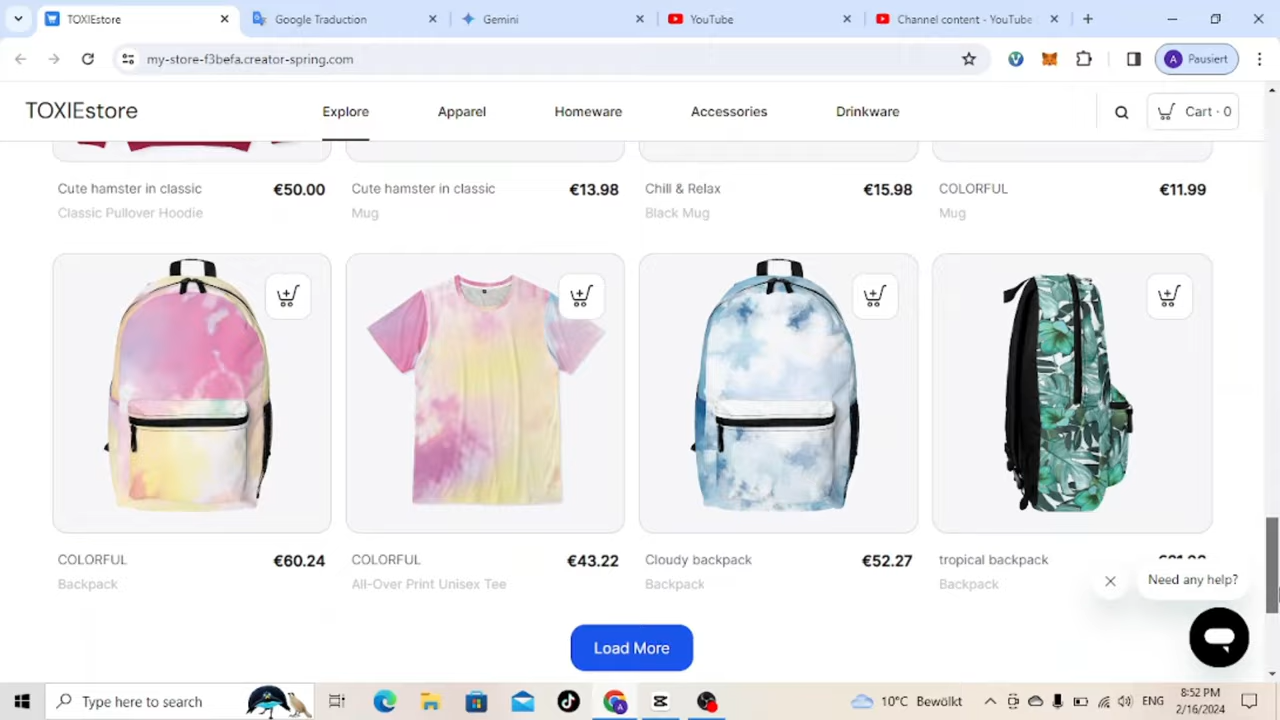 TOXIEstore
Google Traduction
Gemini
YouTube
Channel content - YouTube
my-store-f3befa.creator-spring.com
A Pausiert
TOXIEstore
Explore
Apparel
Homeware
Accessories
Drinkware
Cart · 0
Cute hamster in classic €50.00
Classic Pullover Hoodie
Cute hamster in classic €13.98
Mug
Chill & Relax €15.98
Black Mug
COLORFUL €11.99
Mug
COLORFUL €60.24
Backpack
COLORFUL €43.22
All-Over Print Unisex Tee
Cloudy backpack €52.27
Backpack
tropical backpack
Backpack
Need any help?
Load More
Type here to search
10°C Bewölkt
ENG
8:52 PM
2/16/2024